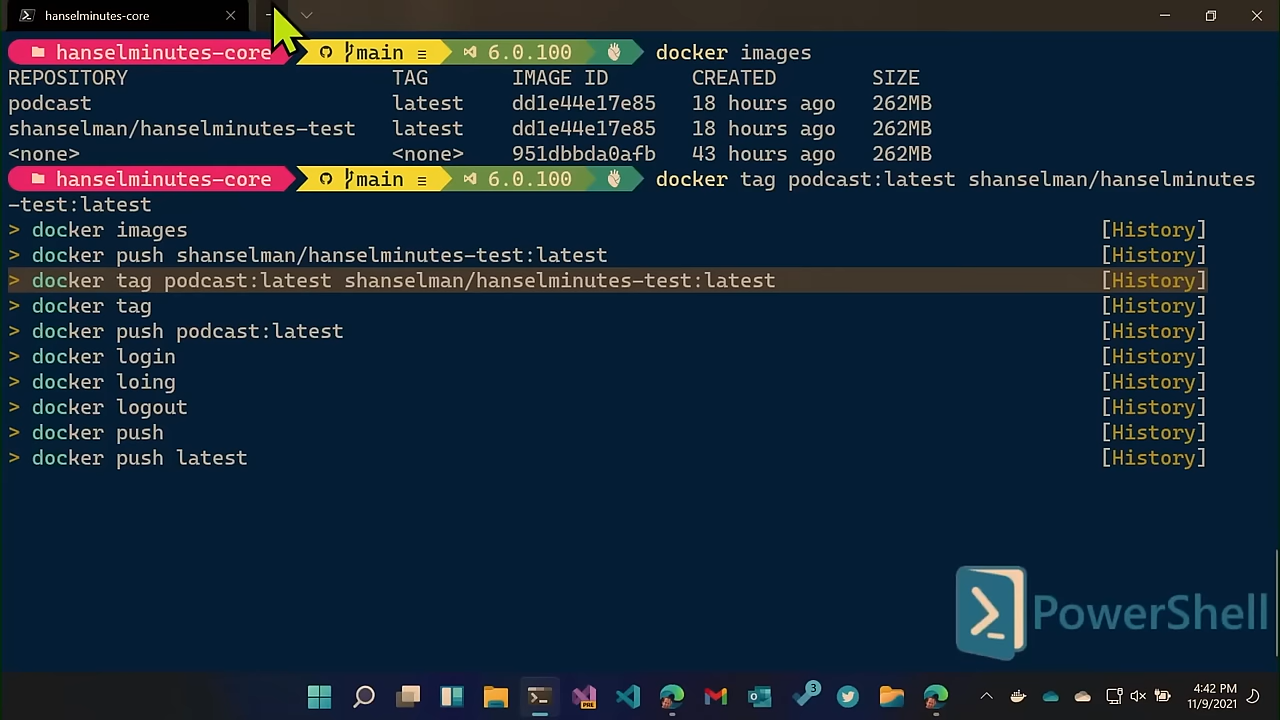 hanselminutes-core
hanselminutes-core main ≡ 6.0.100 docker images
REPOSITORY TAG IMAGE ID CREATED SIZE
podcast latest dd1e44e17e85 18 hours ago 262MB
shanselman/hanselminutes-test latest dd1e44e17e85 18 hours ago 262MB
<none> <none> 951dbbda0afb 43 hours ago 262MB
hanselminutes-core main ≡ 6.0.100 docker tag podcast:latest shanselman/hanselminutes
-test:latest
> docker images [History]
> docker push shanselman/hanselminutes-test:latest [History]
> docker tag podcast:latest shanselman/hanselminutes-test:latest [History]
> docker tag [History]
> docker push podcast:latest [History]
> docker login [History]
> docker loing [History]
> docker logout [History]
> docker push [History]
> docker push latest [History]
PowerShell
PRE
3
4:42 PM
11/9/2021